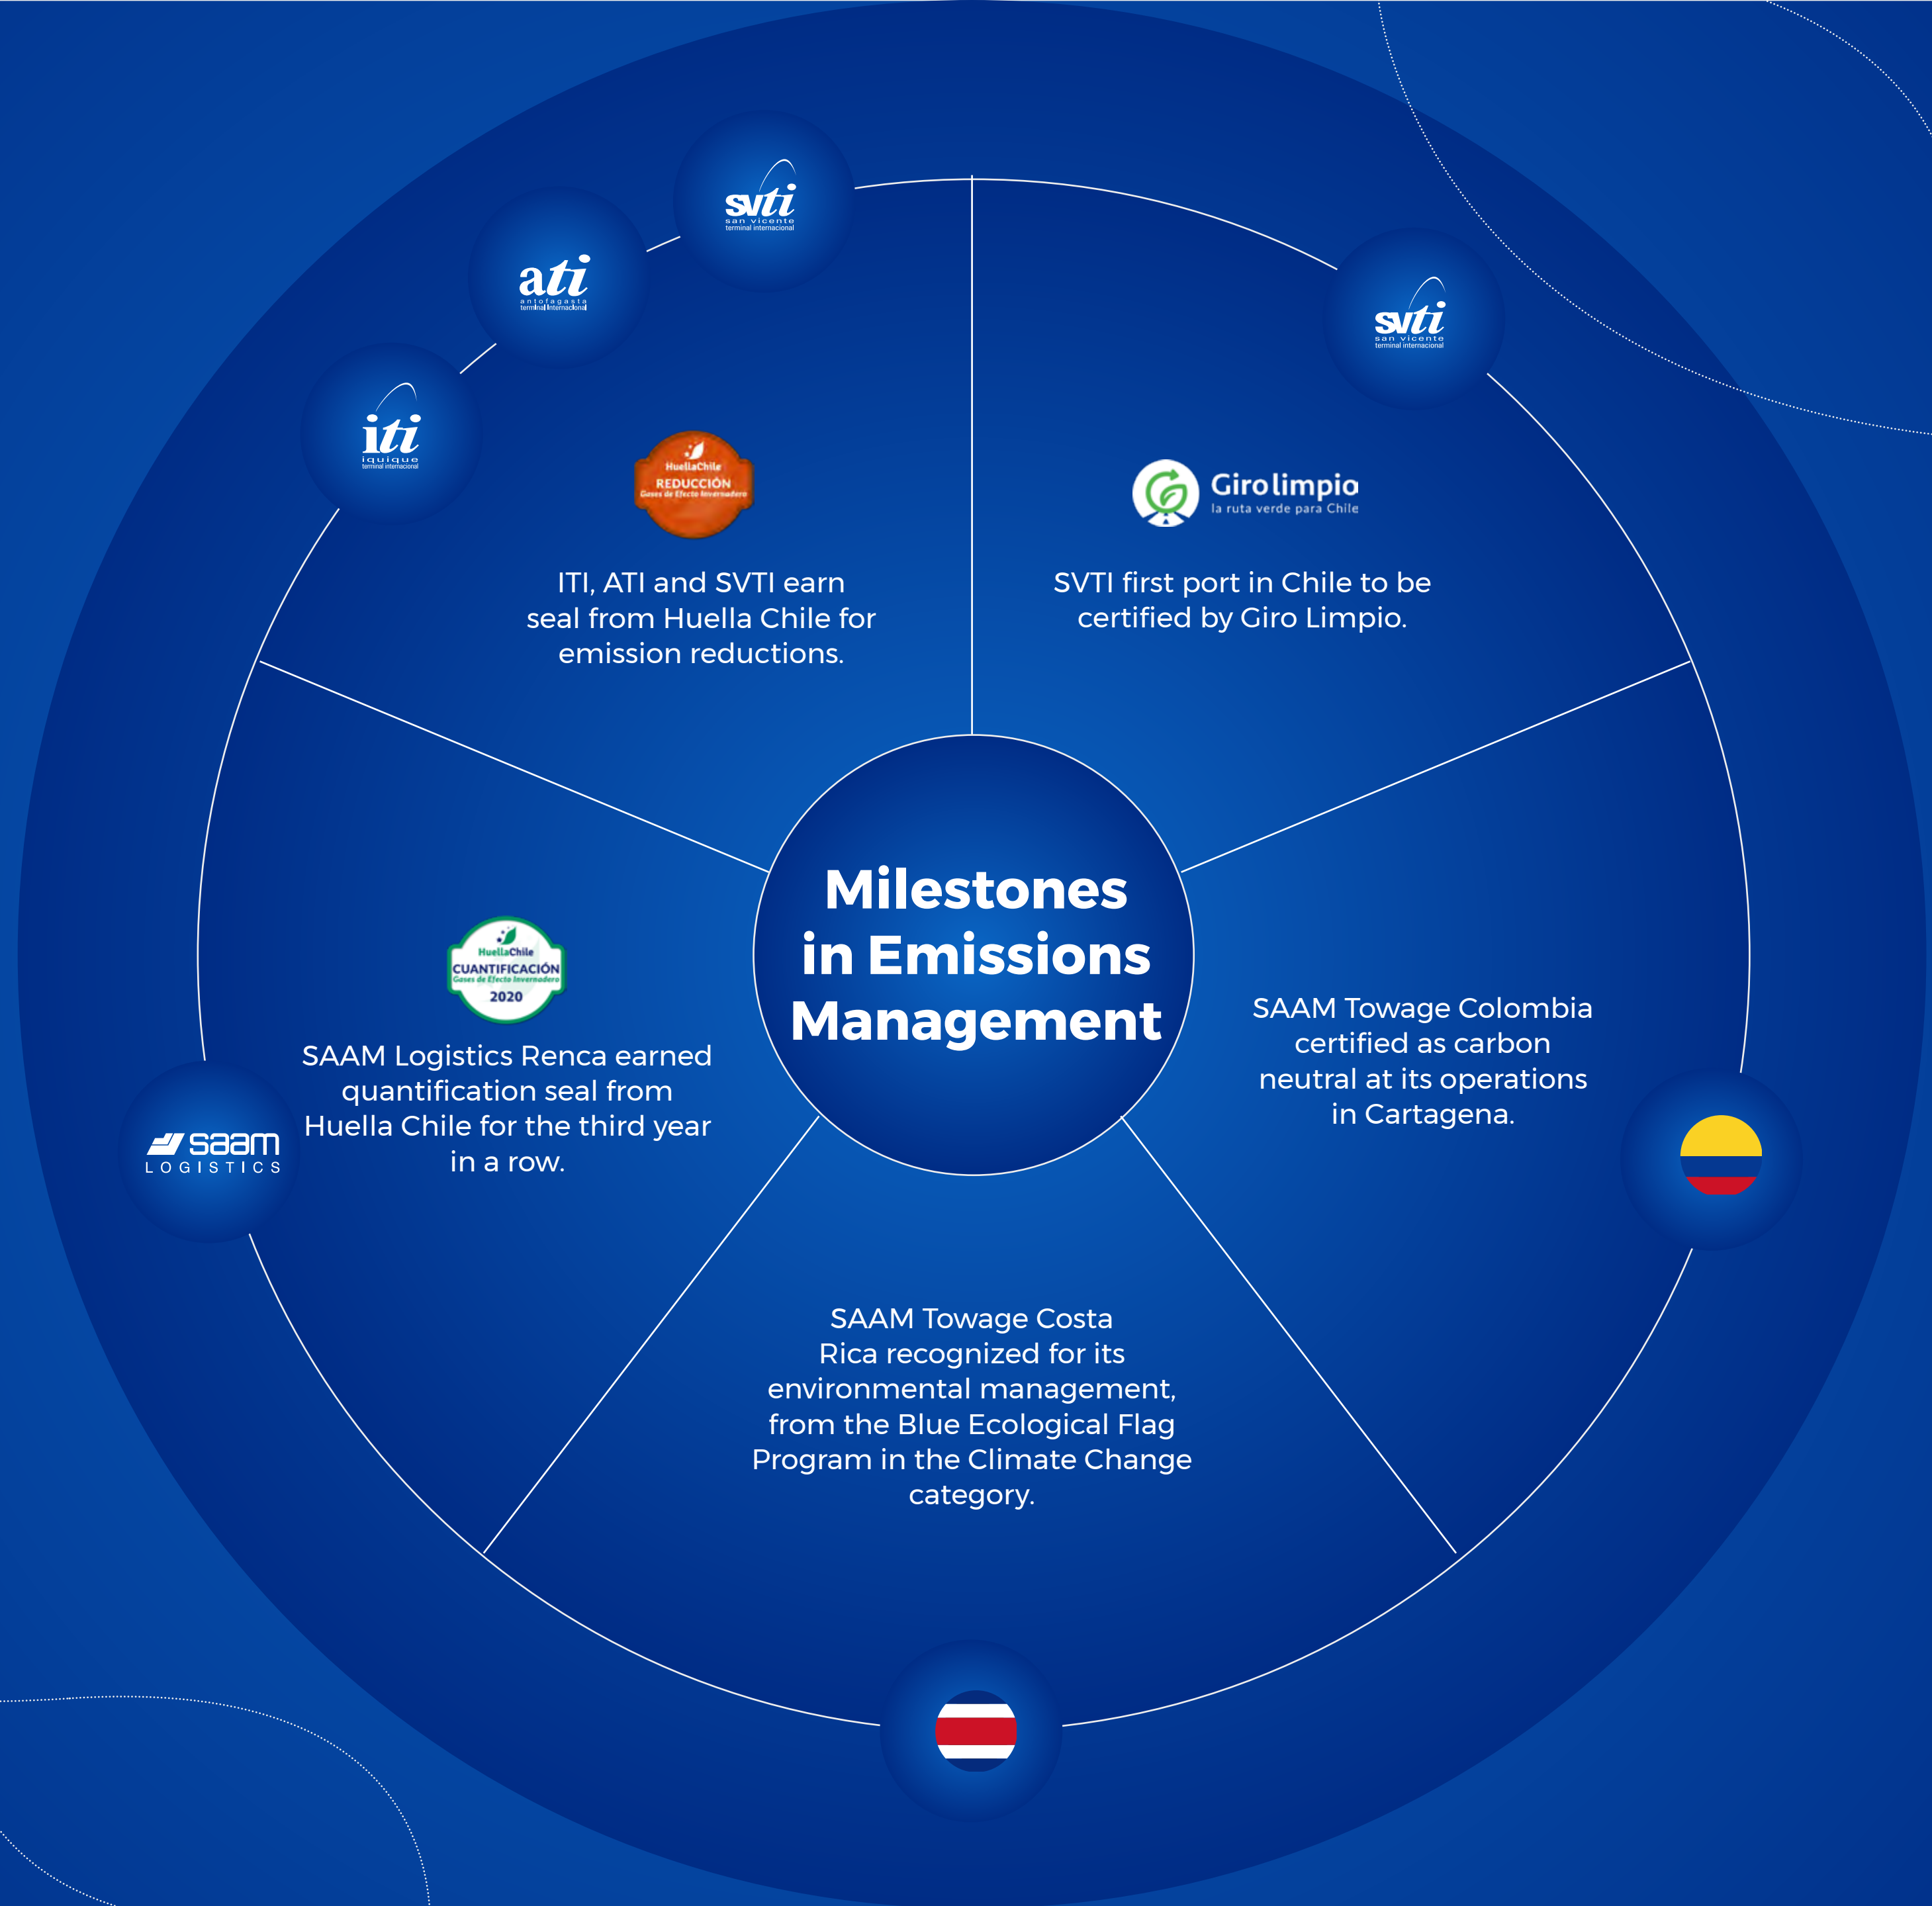 svti
san vicente
terminal internacional
ati
antofagasta
terminal internacional
iti
iquique
terminal internacional
HuellaChile
REDUCCIÓN
Gases de Efecto Invernadero
ITI, ATI and SVTI earn
seal from Huella Chile for
emission reductions.
svti
san vicente
terminal internacional
Giro limpio
la ruta verde para Chile
SVTI first port in Chile to be
certified by Giro Limpio.
Milestones
in Emissions
Management
HuellaChile
CUANTIFICACIÓN
Gases de Efecto Invernadero
2020
SAAM Logistics Renca earned
quantification seal from
Huella Chile for the third year
in a row.
saam
LOGISTICS
SAAM Towage Colombia
certified as carbon
neutral at its operations
in Cartagena.
SAAM Towage Costa
Rica recognized for its
environmental management,
from the Blue Ecological Flag
Program in the Climate Change
category.